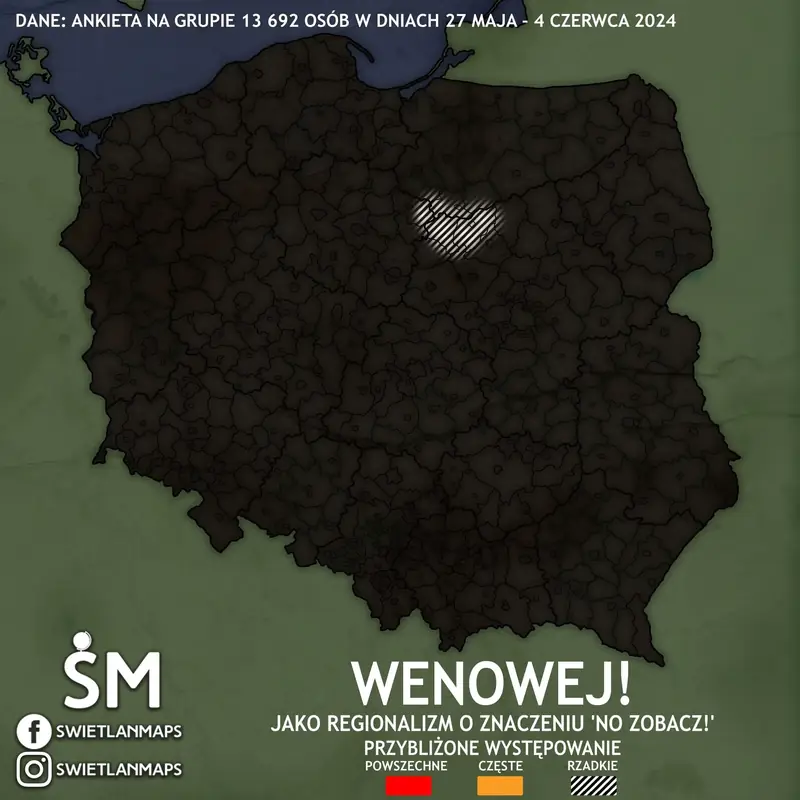 DANE: ANKIETA NA GRUPIE 13 692 OSÓB W DNIACH 27 MAJA - 4 CZERWCA 2024
ŚM
SWIETLANMAPS
SWIETLANMAPS
WENOWEJ!
JAKO REGIONALIZM O ZNACZENIU 'NO ZOBACZ!'
PRZYBLIŻONE WYSTĘPOWANIE
POWSZECHNE CZĘSTE RZADKIE